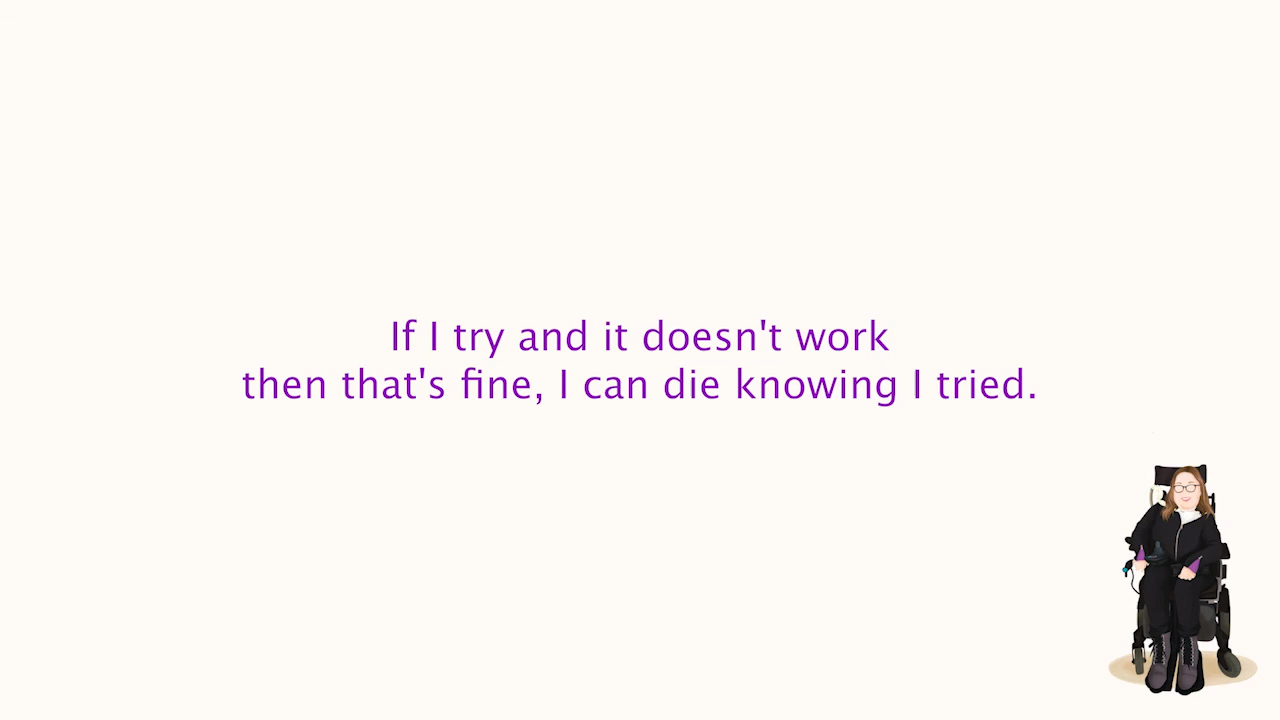 If I try and it doesn't work
then that's fine, I can die knowing I tried.